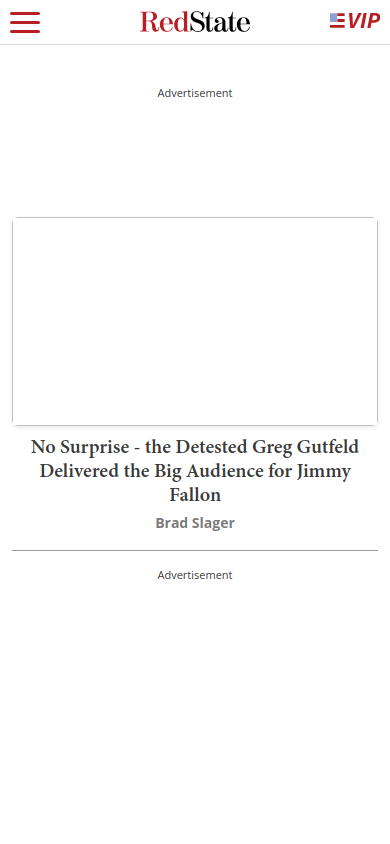 RedState
VIP
Advertisement
No Surprise - the Detested Greg Gutfeld
Delivered the Big Audience for Jimmy
Fallon
Brad Slager
Advertisement